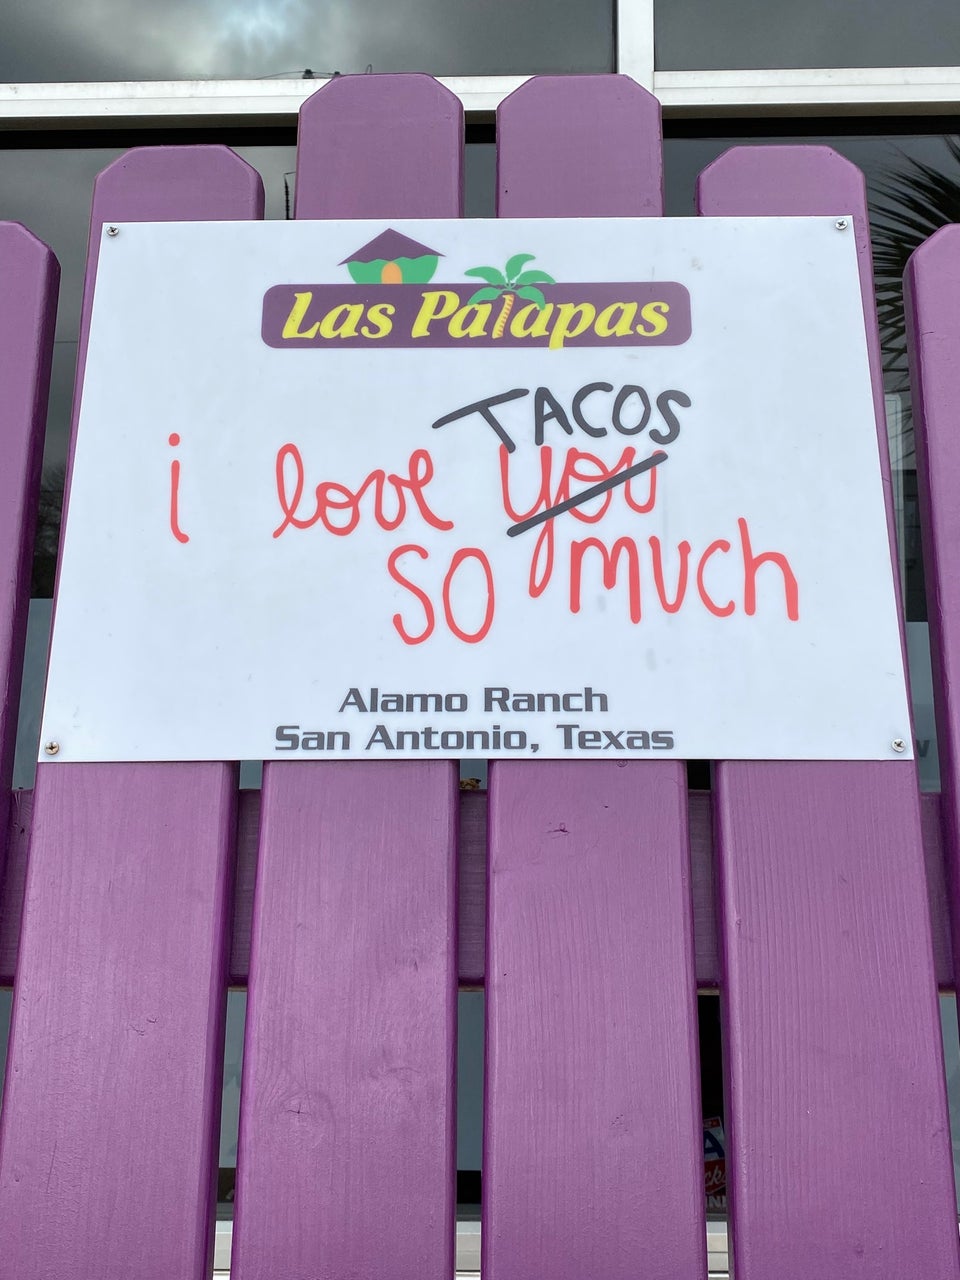 Las Palapas
TACOS
i love you
so much
Alamo Ranch
San Antonio, Texas